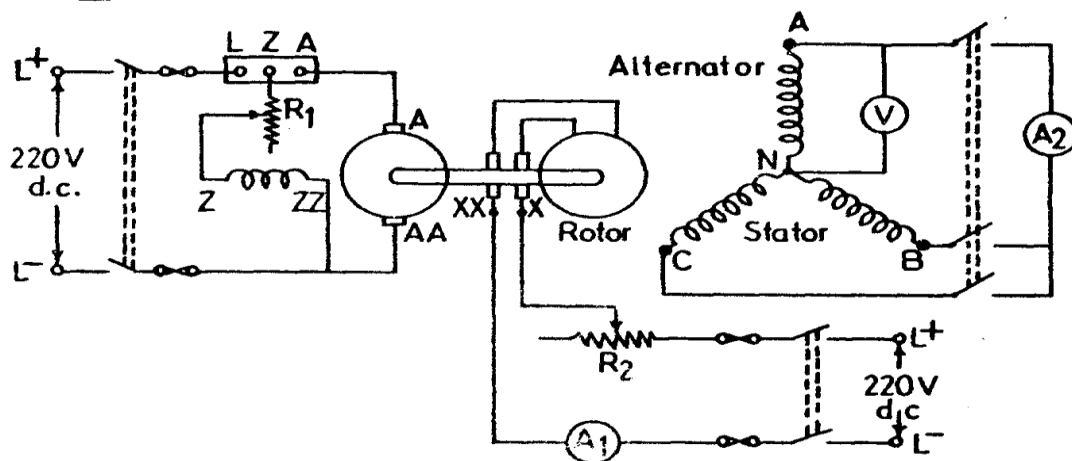 L Z A
L+
R1
220V
d.c.
Z ZZ
L-
A
AA
XX X
Rotor
Alternator
A
V
A2
N
Stator
C
B
R2
L+
220V
d.c
A1
L-